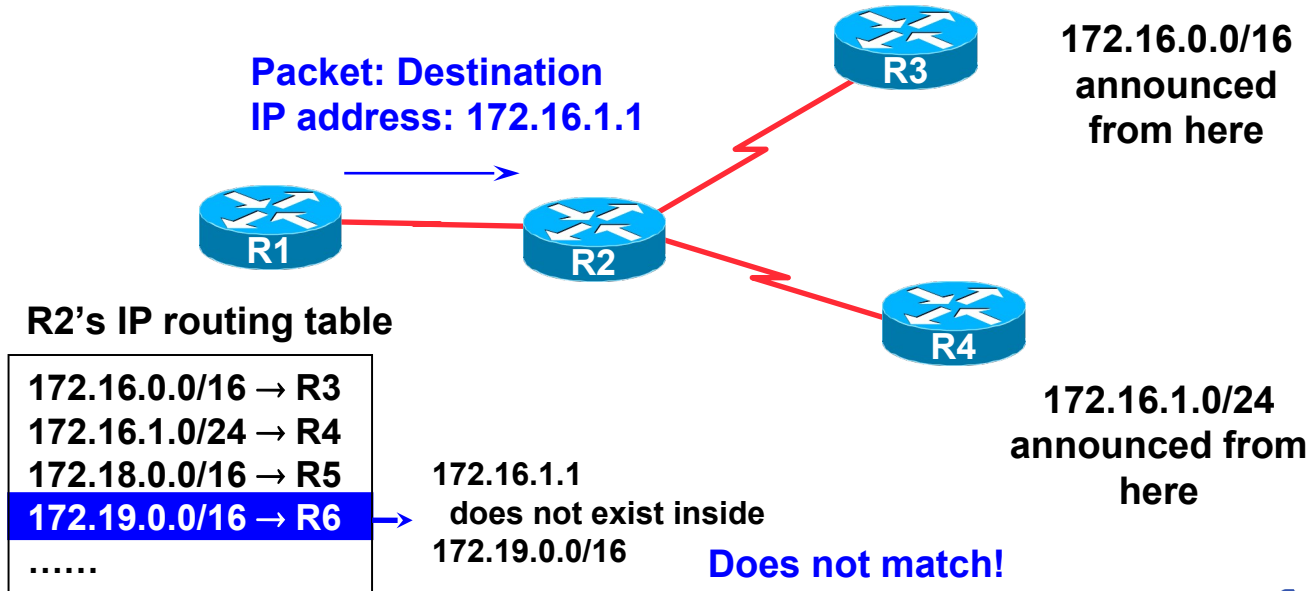 Packet: Destination
IP address: 172.16.1.1
R3
172.16.0.0/16
announced
from here
R1
R2
R4
172.16.1.0/24
announced from
here
R2’s IP routing table
172.16.0.0/16 → R3
172.16.1.0/24 → R4
172.18.0.0/16 → R5
172.19.0.0/16 → R6
……
172.16.1.1
does not exist inside
172.19.0.0/16
Does not match!